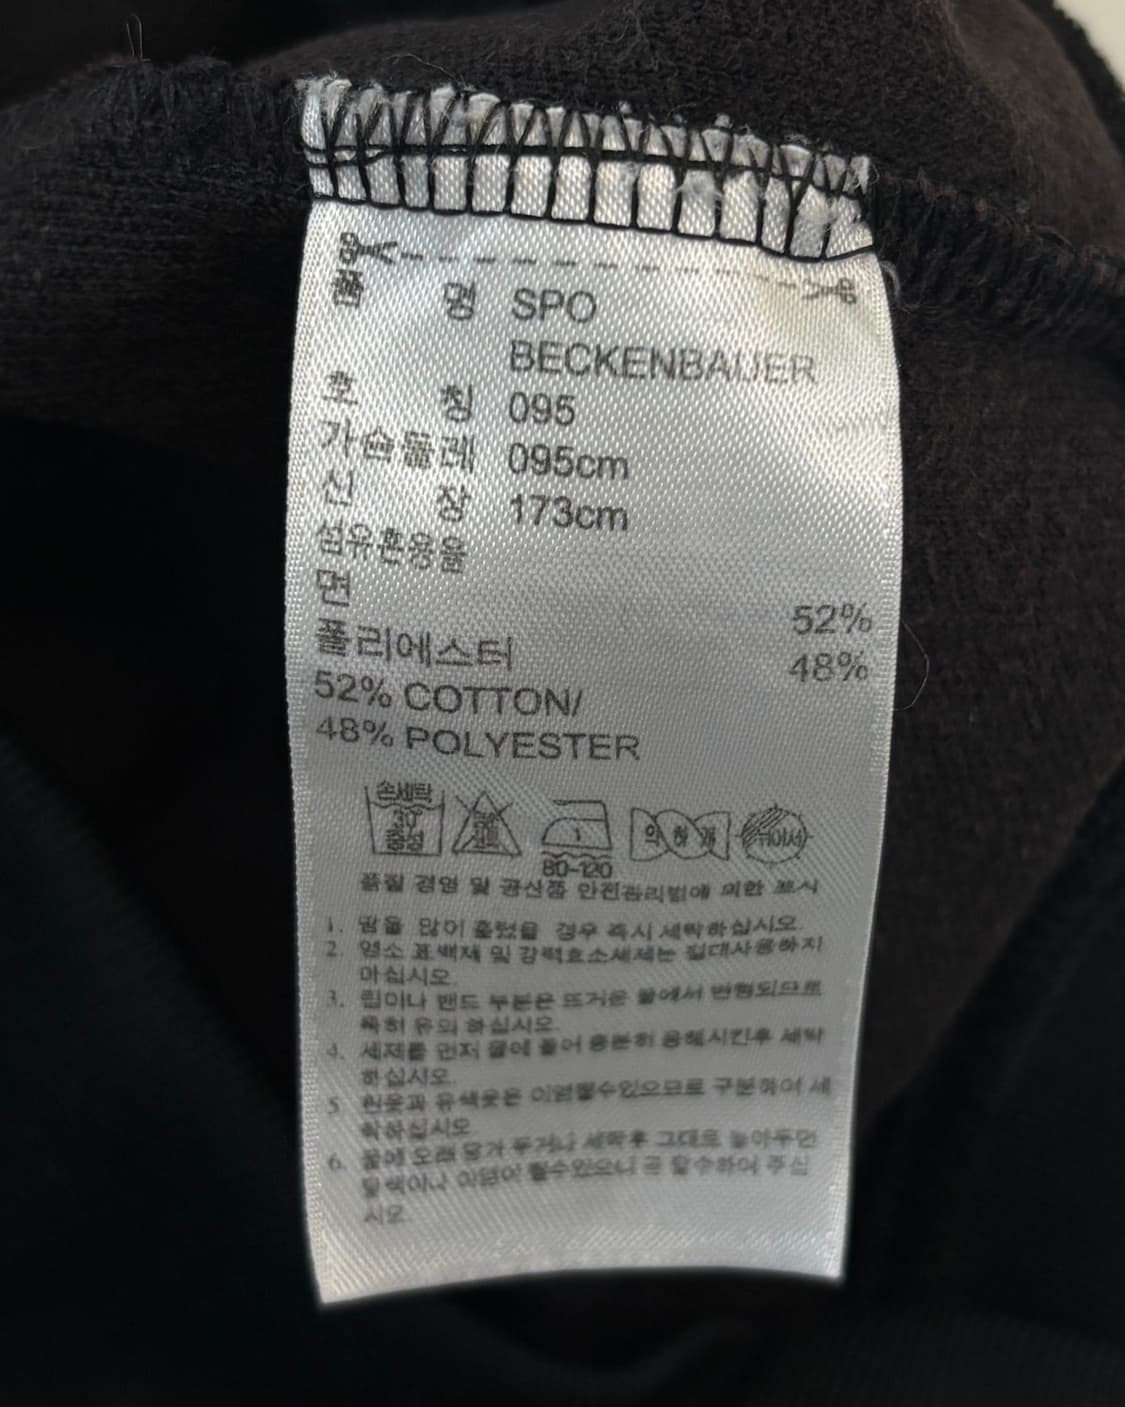 품 명 SPO
BECKENBAUER
호 칭 095
가슴둘레 095cm
신 장 173cm
섬유혼용율
면 52%
폴리에스터 48%
52% COTTON/
48% POLYESTER
손세탁
30
중성
1
80-120
품질 경영 및 공산품 안전관리법에 의한 표시
1. 땀을 많이 흘렸을 경우 즉시 세탁하십시오.
2. 염소 표백제 및 강력효소세제는 절대사용하지
마십시오.
3. 립이나 밴드 부분은 뜨거운 물에서 변형되므로
특히 유의 하십시오.
4. 세제를 먼저 물에 풀어 충분히 용해시킨후 세탁
하십시오.
5 흰옷과 유색옷은 이염될수있으므로 구분하여 세
탁하십시오
6. 물에 오래 담가 두거나 세탁후 그대로 놓아두면
탈색이나 이염이 될수있으니 곧 탈수하여 주십
시오.